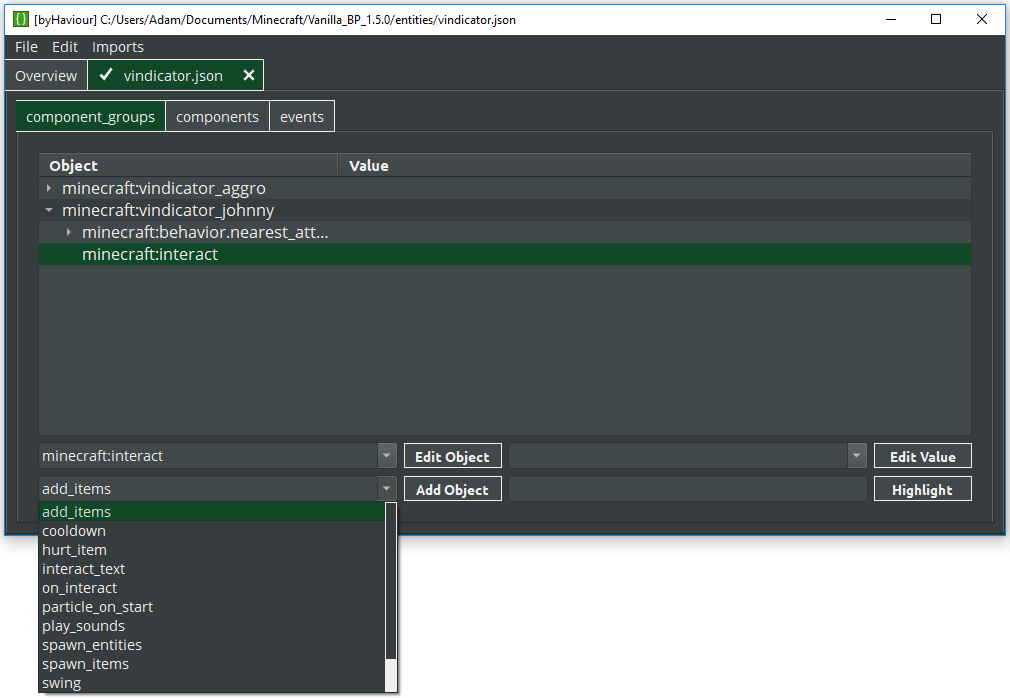 [byHaviour] C:/Users/Adam/Documents/Minecraft/Vanilla_BP_1.5.0/entities/vindicator.json
File Edit Imports
Overview vindicator.json
component_groups components events
Object Value
minecraft:vindicator_aggro
minecraft:vindicator_johnny
minecraft:behavior.nearest_att...
minecraft:interact
minecraft:interact Edit Object Edit Value
add_items Add Object Highlight
add_items
cooldown
hurt_item
interact_text
on_interact
particle_on_start
play_sounds
spawn_entities
spawn_items
swing